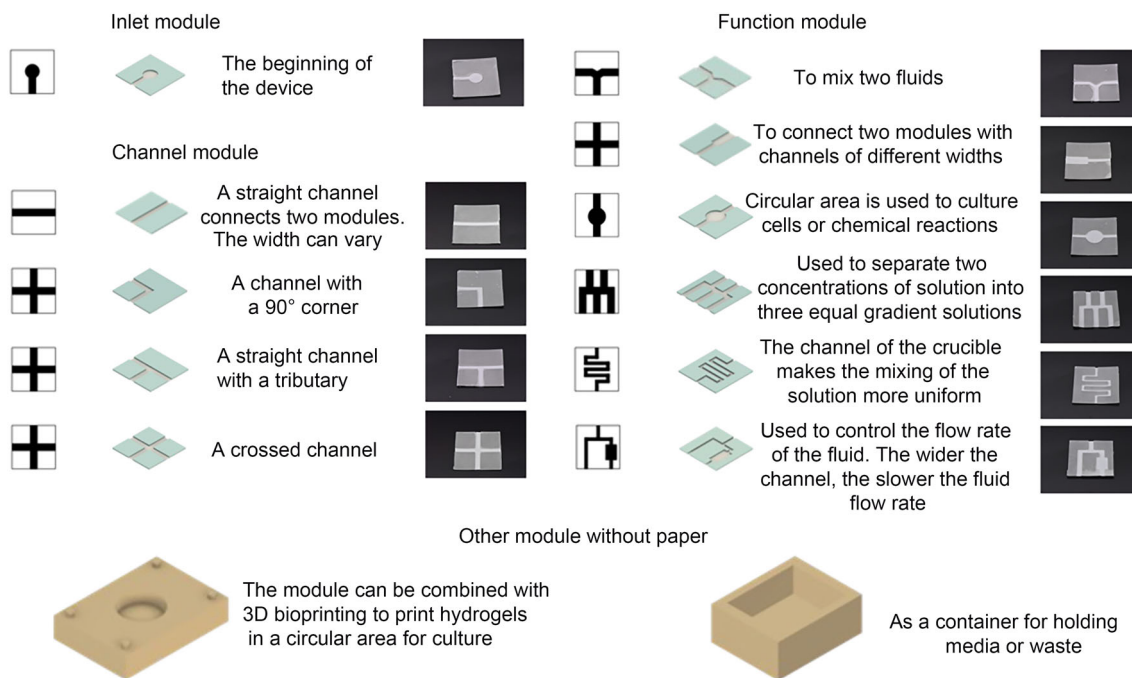 Inlet module
The beginning of
the device
Channel module
A straight channel
connects two modules.
The width can vary
A channel with
a 90° corner
A straight channel
with a tributary
A crossed channel
Function module
To mix two fluids
To connect two modules with
channels of different widths
Circular area is used to culture
cells or chemical reactions
Used to separate two
concentrations of solution into
three equal gradient solutions
The channel of the crucible
makes the mixing of the
solution more uniform
Used to control the flow rate
of the fluid. The wider the
channel, the slower the fluid
flow rate
Other module without paper
The module can be combined with
3D bioprinting to print hydrogels
in a circular area for culture
As a container for holding
media or waste